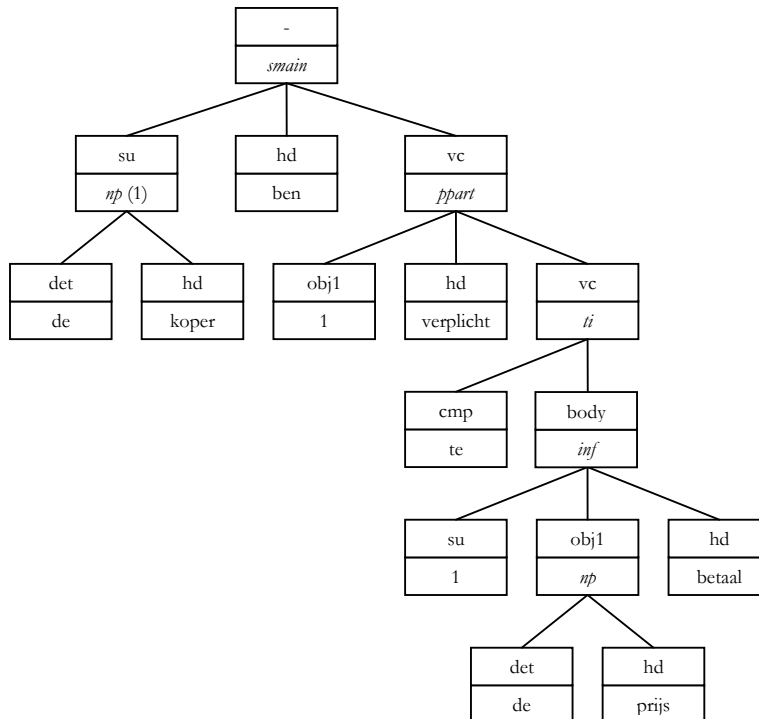 -
smain
su hd vc
np (1) ben ppart
det hd obj1 hd vc
de koper 1 verplicht ti
cmp body
te inf
su obj1 hd
1 np betaal
det hd
de prijs